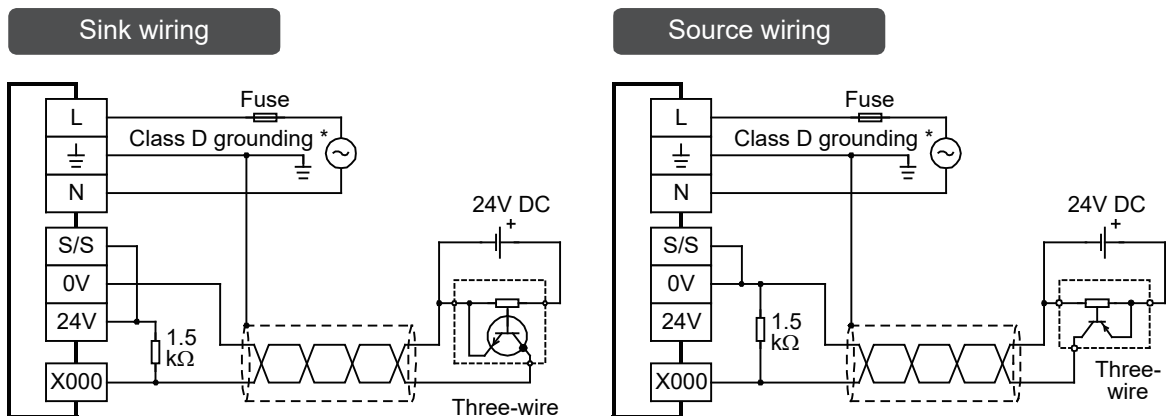 Sink wiring
L
Fuse
Class D grounding *
N
24V DC
+
S/S
0V
24V
1.5
kΩ
X000
Three-wire
Source wiring
L
Fuse
Class D grounding *
N
24V DC
+
S/S
0V
24V
1.5
kΩ
X000
Three-
wire